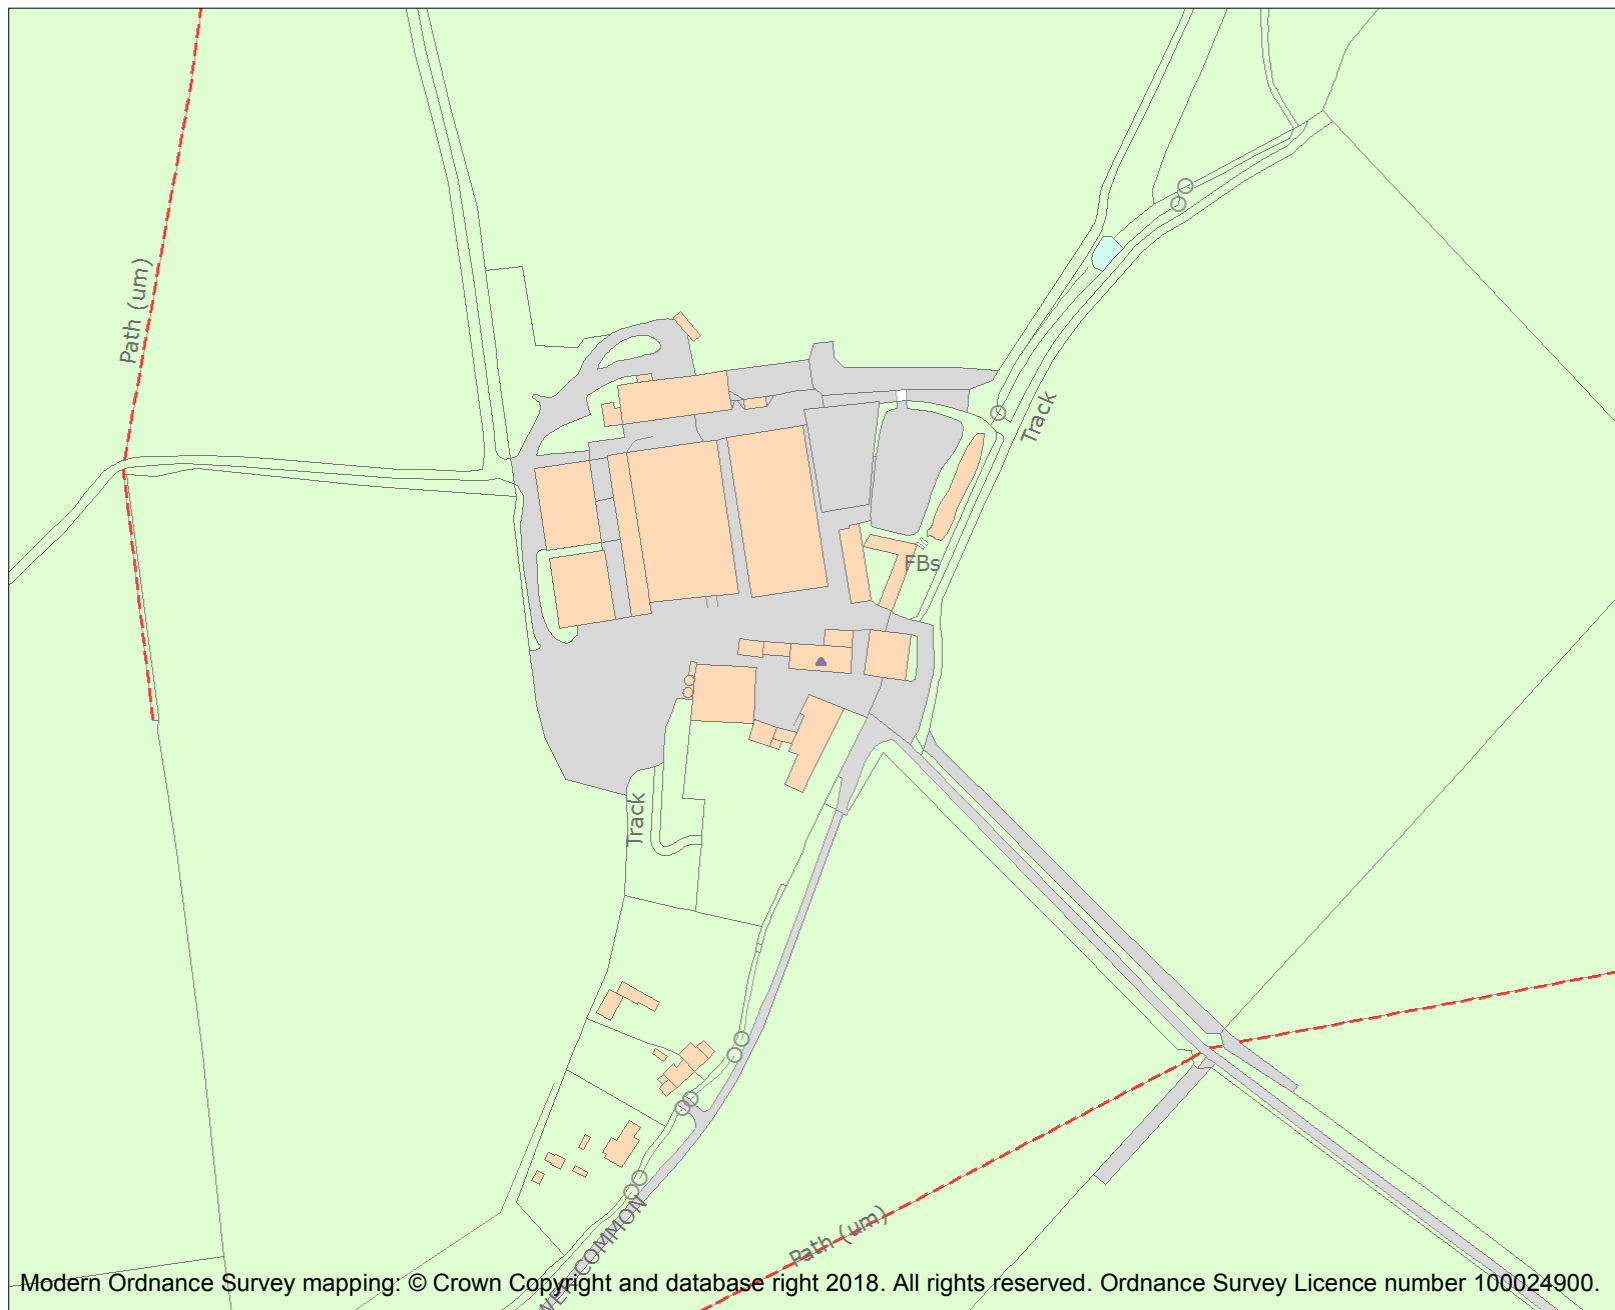 Path (um)
Track
FBs
Track
Path (um)
COMMON
Modern Ordnance Survey mapping: © Crown Copyright and database right 2018. All rights reserved. Ordnance Survey Licence number 100024900.